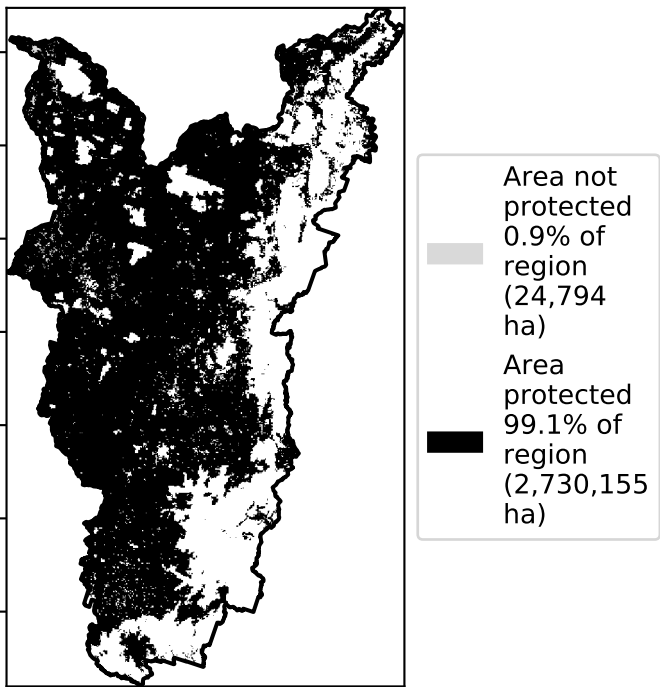 Area not
protected
0.9% of
region
(24,794
ha)
Area
protected
99.1% of
region
(2,730,155
ha)